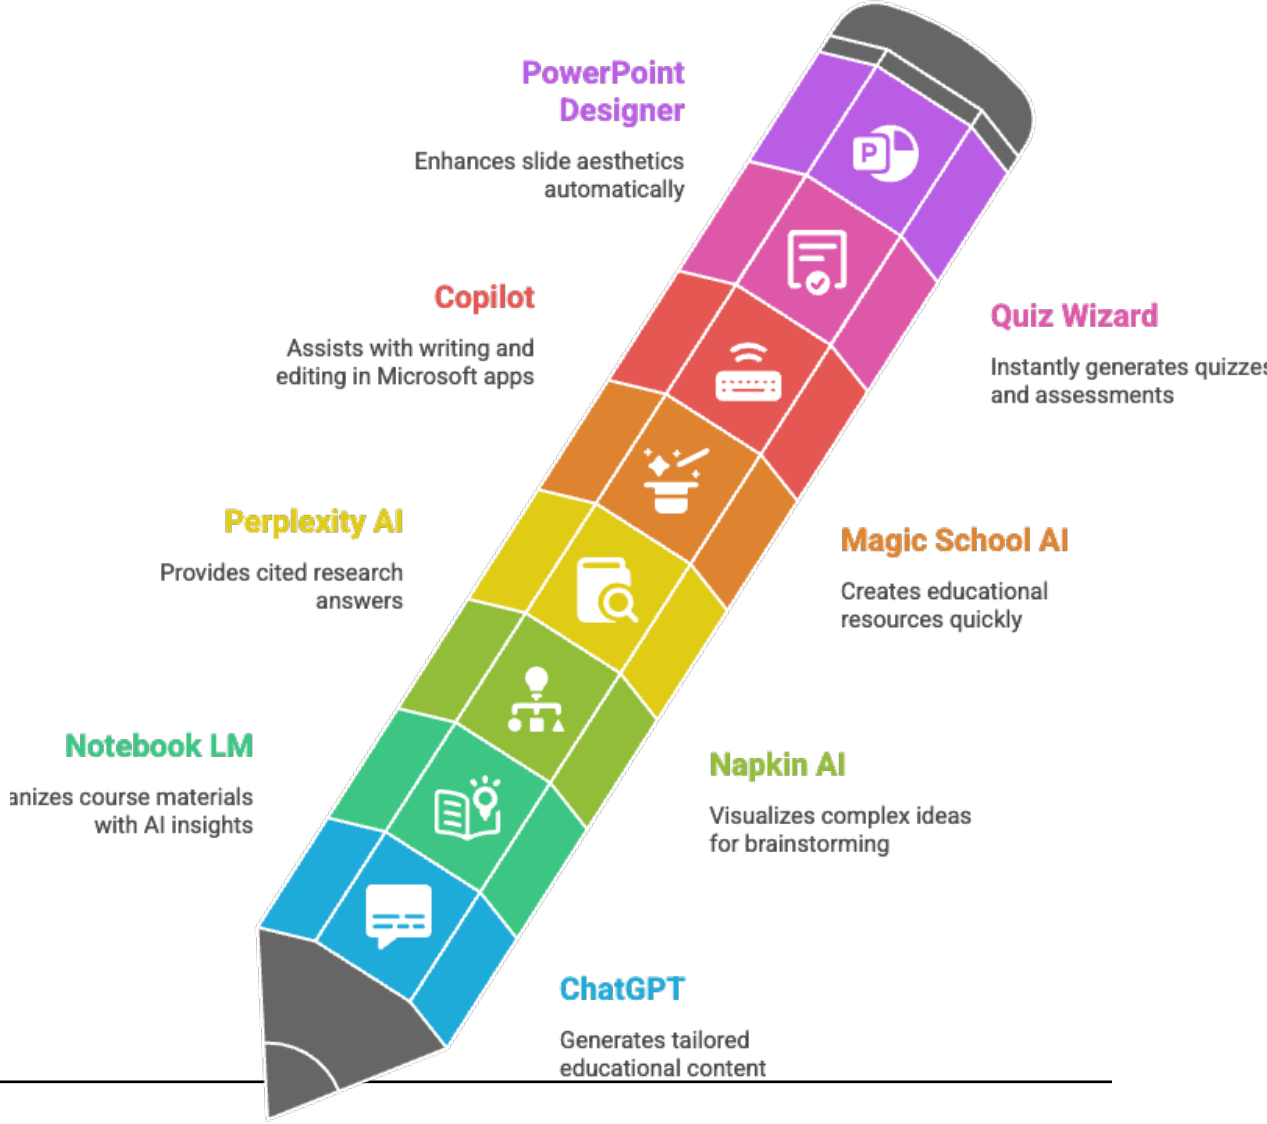 PowerPoint
Designer
Enhances slide aesthetics
automatically
P
Copilot
Assists with writing and
editing in Microsoft apps
Quiz Wizard
Instantly generates quizzes
and assessments
Perplexity AI
Provides cited research
answers
Magic School AI
Creates educational
resources quickly
Notebook LM
anizes course materials
with AI insights
Napkin AI
Visualizes complex ideas
for brainstorming
ChatGPT
Generates tailored
educational content